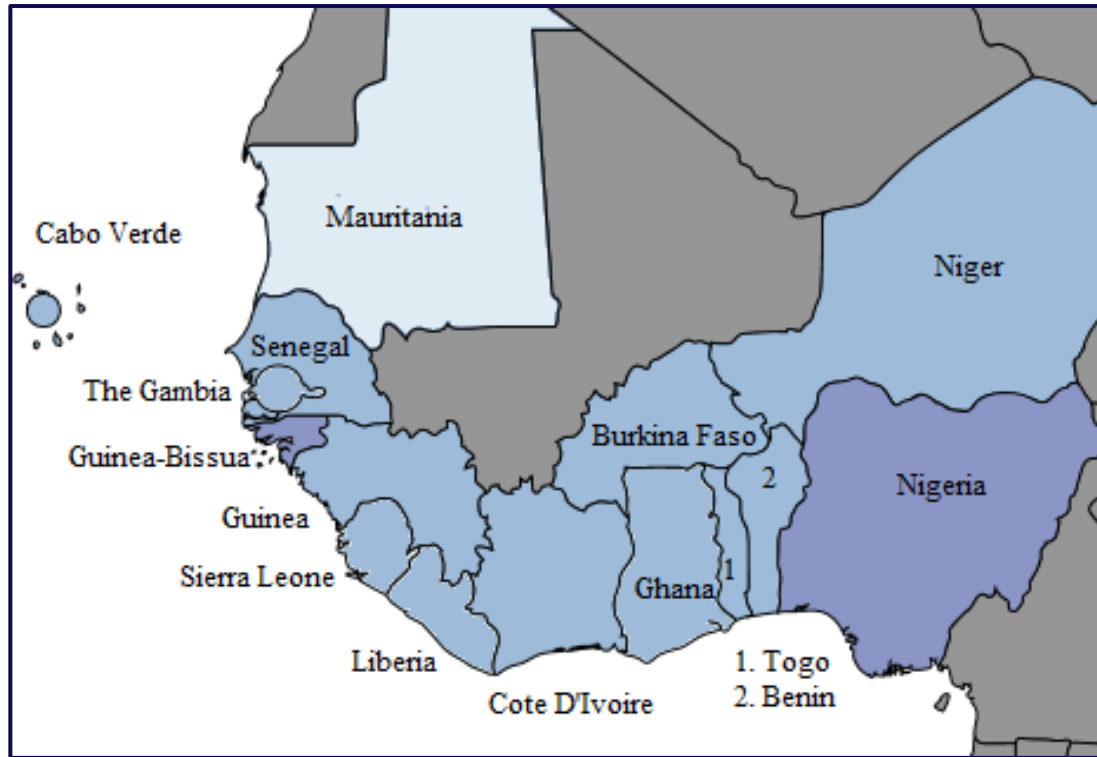 Mauritania
Cabo Verde
Niger
Senegal
The Gambia
Burkina Faso
Guinea-Bissua
2
Nigeria
Guinea
Sierra Leone
Ghana
1
Liberia
1. Togo
2. Benin
Cote D'Ivoire